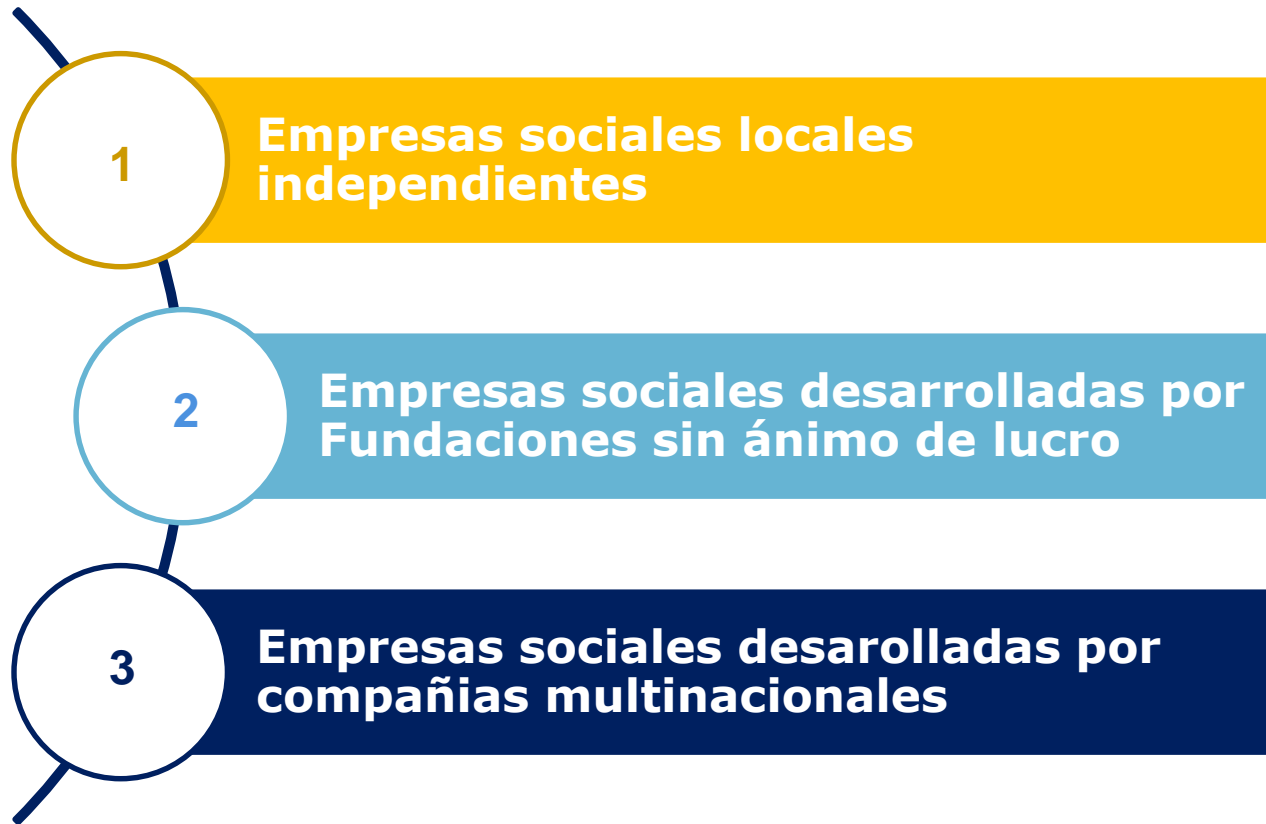 1
Empresas sociales locales
independientes
2
Empresas sociales desarrolladas por
Fundaciones sin ánimo de lucro
3
Empresas sociales desarolladas por
compañias multinacionales